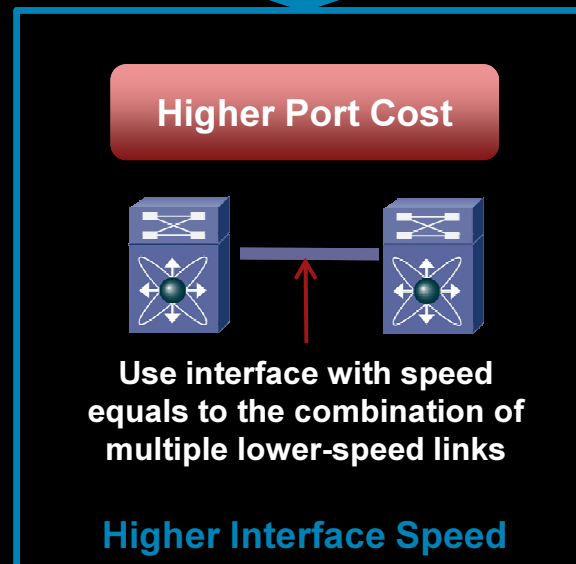 Higher Port Cost
Use interface with speed
equals to the combination of
multiple lower-speed links
Higher Interface Speed